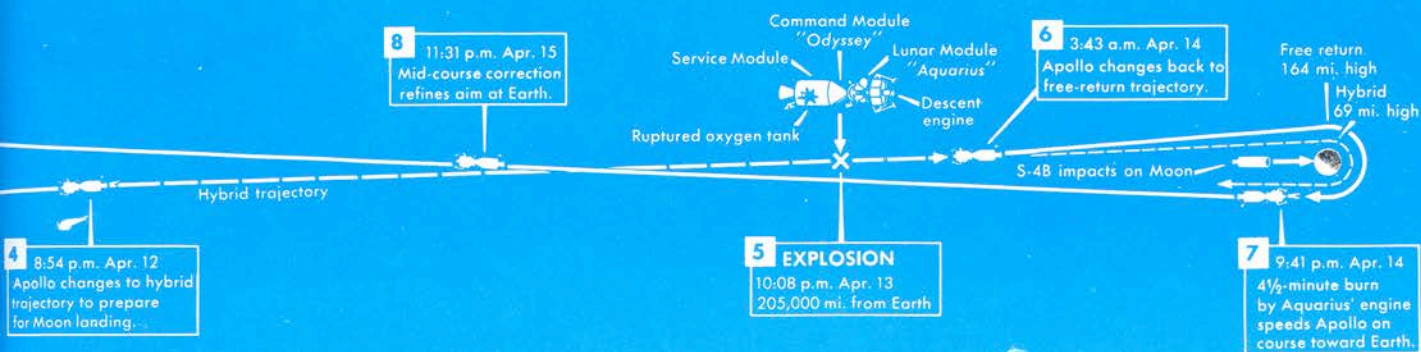 8
11:31 p.m. Apr. 15
Mid-course correction
refines aim at Earth.
Command Module
"Odyssey"
Service Module
Lunar Module
"Aquarius"
Descent
engine
Ruptured oxygen tank
6
3:43 a.m. Apr. 14
Apollo changes back to
free-return trajectory.
Free return
164 mi. high
Hybrid
69 mi. high
S-4B impacts on Moon
Hybrid trajectory
4
8:54 p.m. Apr. 12
Apollo changes to hybrid
trajectory to prepare
for Moon landing.
5
EXPLOSION
10:08 p.m. Apr. 13
205,000 mi. from Earth
7
9:41 p.m. Apr. 14
4½-minute burn
by Aquarius' engine
speeds Apollo on
course toward Earth.